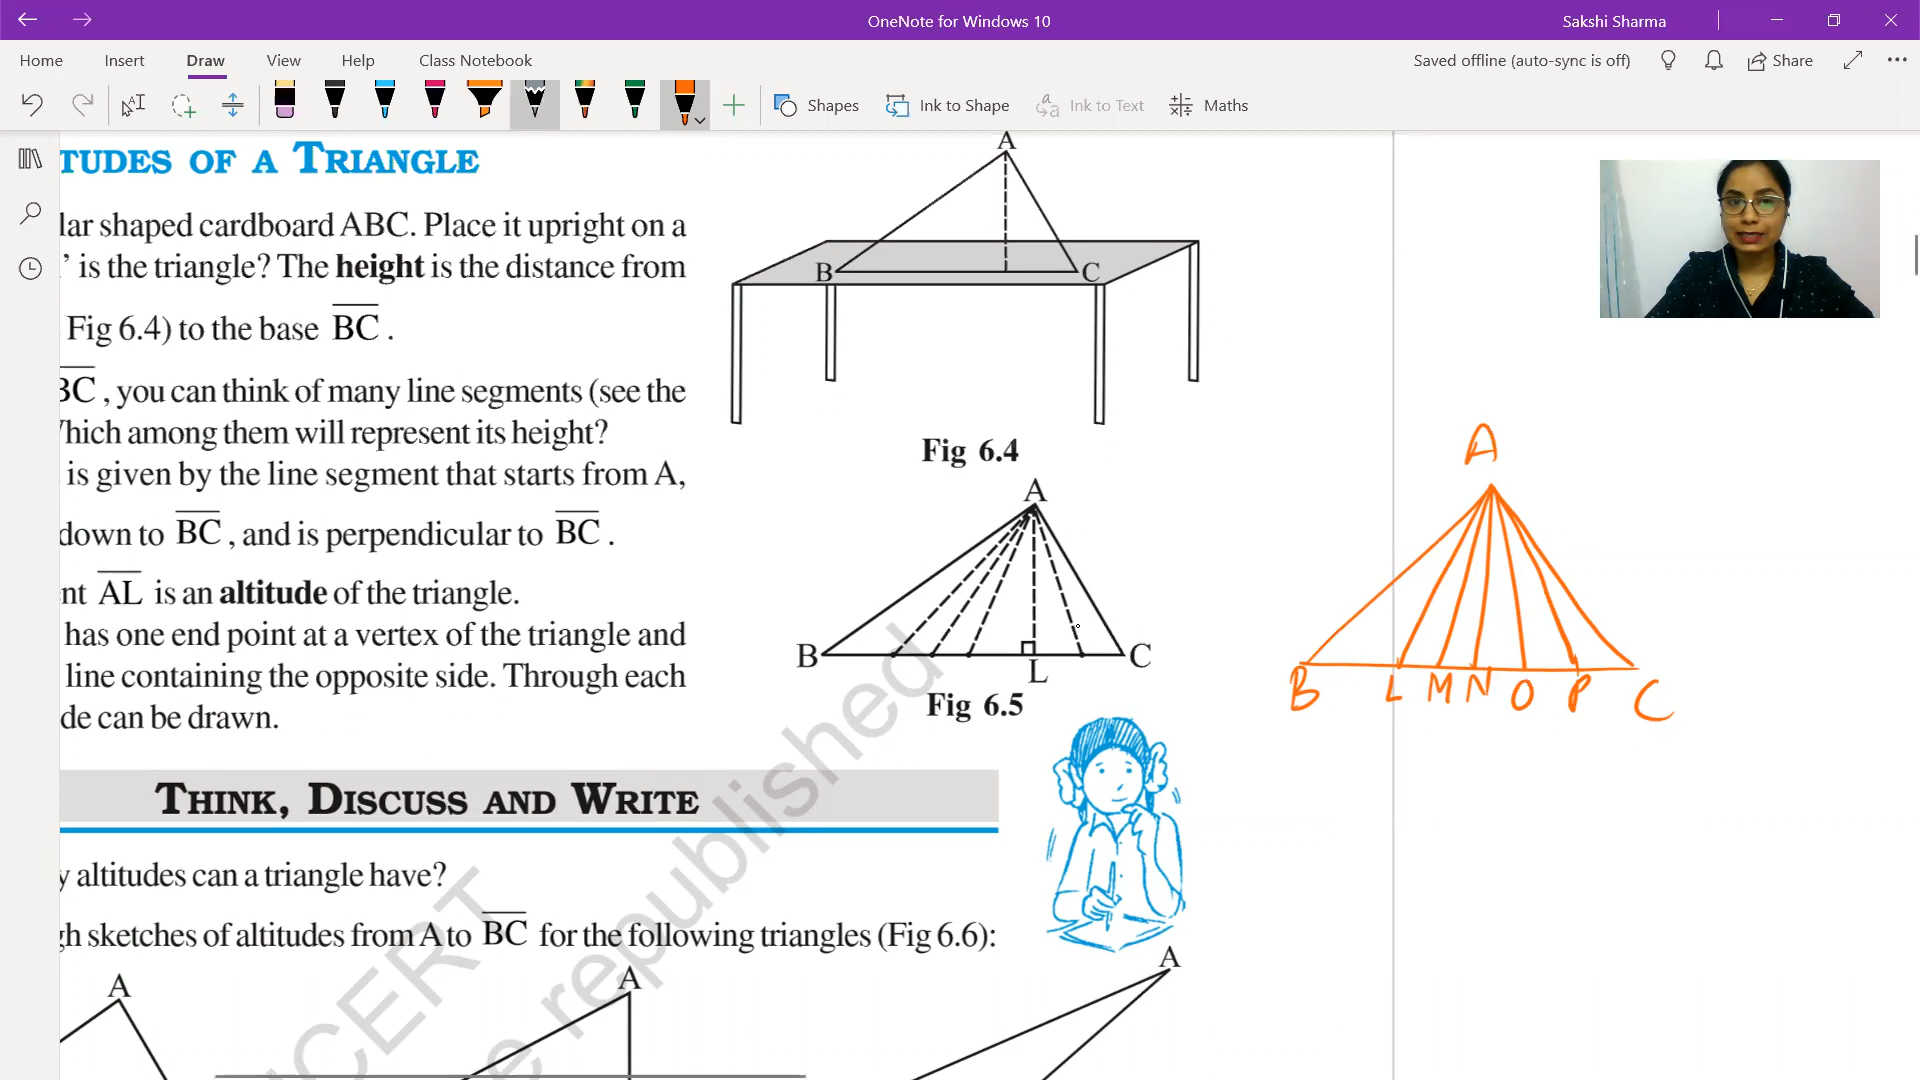 OneNote for Windows 10
Sakshi Sharma
Home Insert Draw View Help Class Notebook
Saved offline (auto-sync is off) Share
Shapes Ink to Shape Ink to Text Maths
TUDES OF A TRIANGLE
lar shaped cardboard ABC. Place it upright on a
' is the triangle? The height is the distance from
Fig 6.4) to the base BC.
BC, you can think of many line segments (see the
Which among them will represent its height?
is given by the line segment that starts from A,
down to BC, and is perpendicular to BC.
nt AL is an altitude of the triangle.
has one end point at a vertex of the triangle and
line containing the opposite side. Through each
de can be drawn.
A
B C
Fig 6.4
A
B L C
Fig 6.5
A
B L M N O P C
THINK, DISCUSS AND WRITE
y altitudes can a triangle have?
gh sketches of altitudes from A to BC for the following triangles (Fig 6.6):
A A A
NCERT
e republished